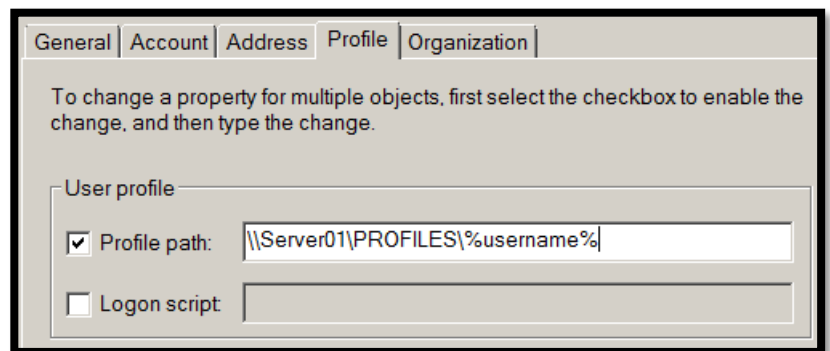 General Account Address Profile Organization
To change a property for multiple objects, first select the checkbox to enable the
change, and then type the change.
User profile
Profile path: \\Server01\PROFILES\%username%
Logon script: